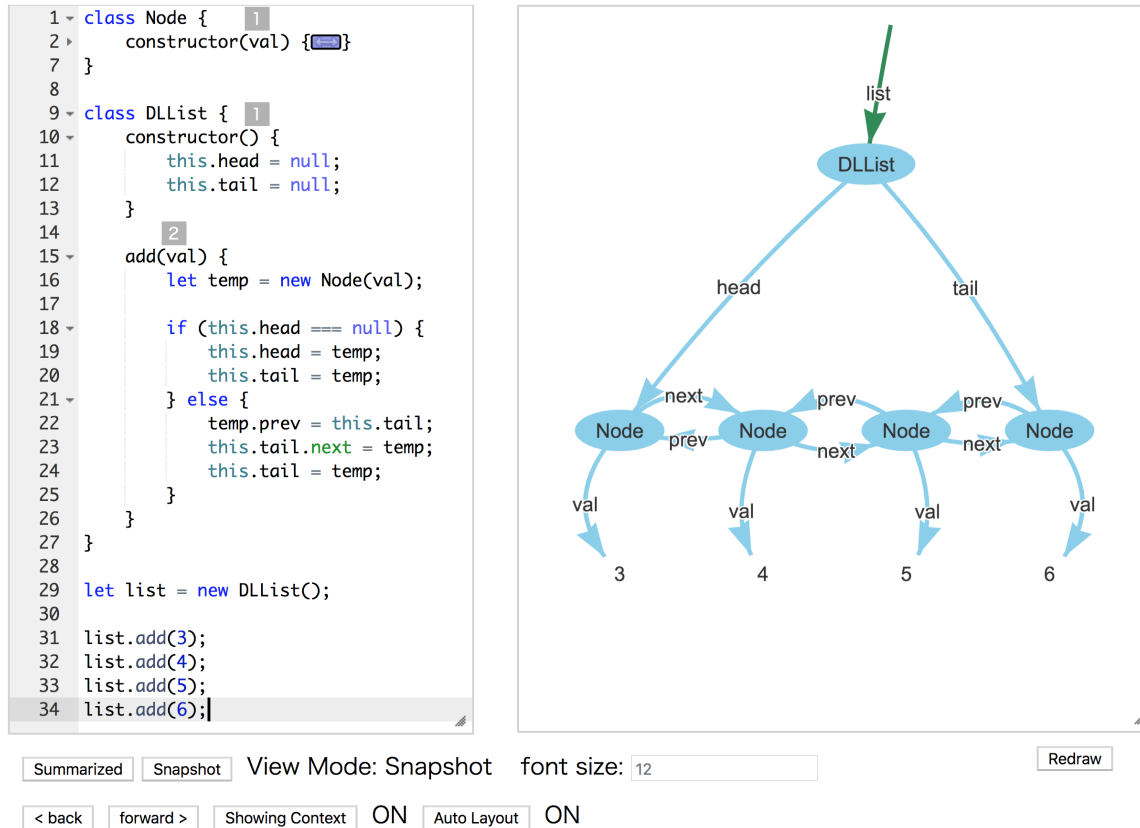 1 class Node { 1
2 constructor(val) {}
7 }
8
9 class DLList { 1
10 constructor() {
11 this.head = null;
12 this.tail = null;
13 }
14 2
15 add(val) {
16 let temp = new Node(val);
17
18 if (this.head === null) {
19 this.head = temp;
20 this.tail = temp;
21 } else {
22 temp.prev = this.tail;
23 this.tail.next = temp;
24 this.tail = temp;
25 }
26 }
27 }
28
29 let list = new DLList();
30
31 list.add(3);
32 list.add(4);
33 list.add(5);
34 list.add(6);
list
DLList
head tail
next prev prev
Node Node Node Node
prev next next
val val val val
3 4 5 6
Summarized Snapshot View Mode: Snapshot font size: 12 Redraw
< back forward > Showing Context ON Auto Layout ON